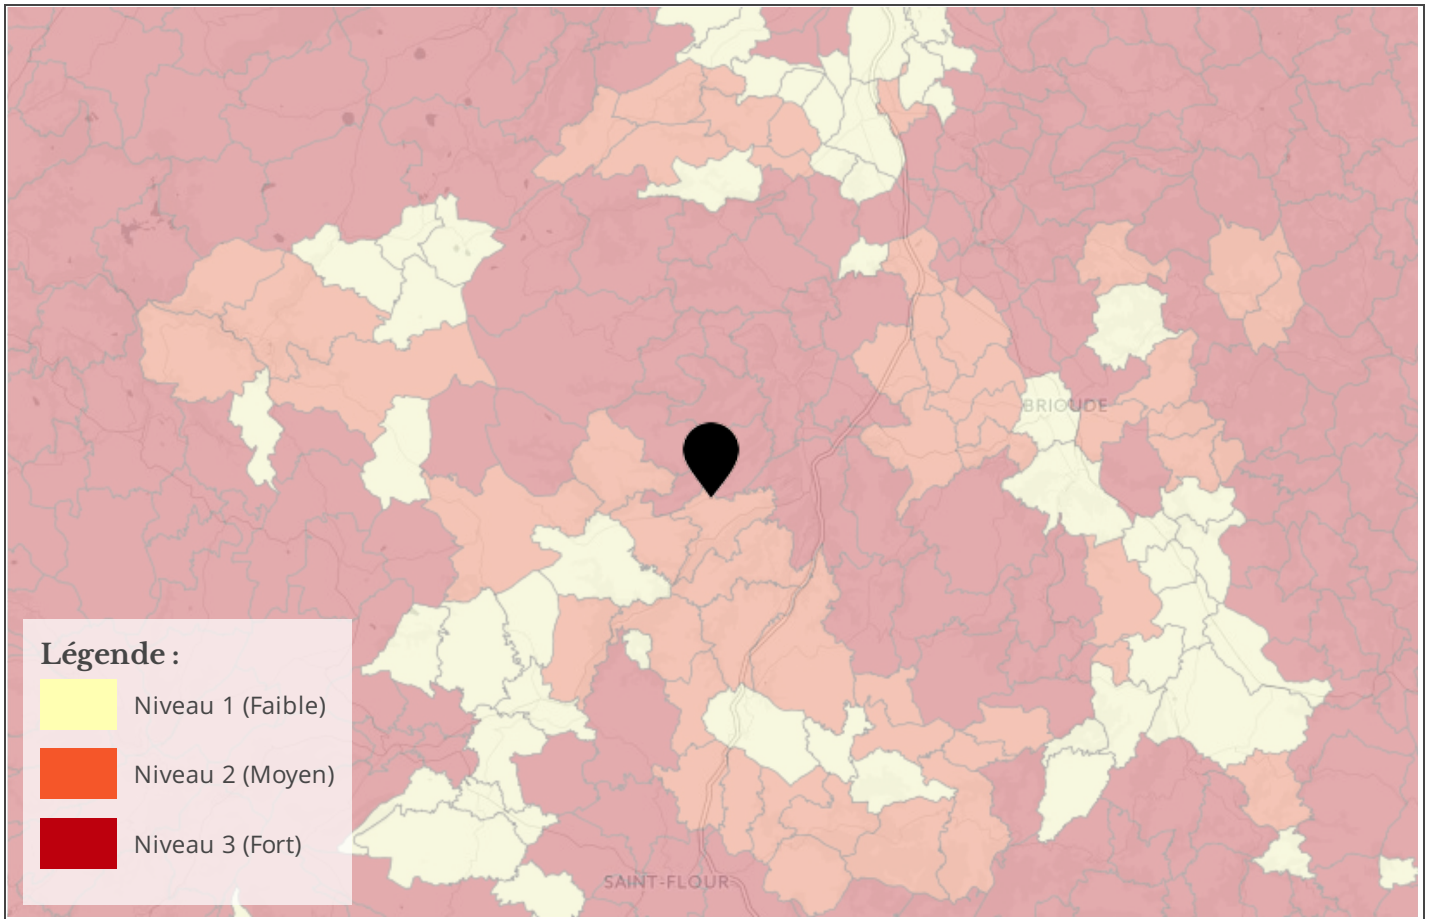 BRIOUDE
Légende :
Niveau 1 (Faible)
Niveau 2 (Moyen)
Niveau 3 (Fort)
SAINT-FLOUR